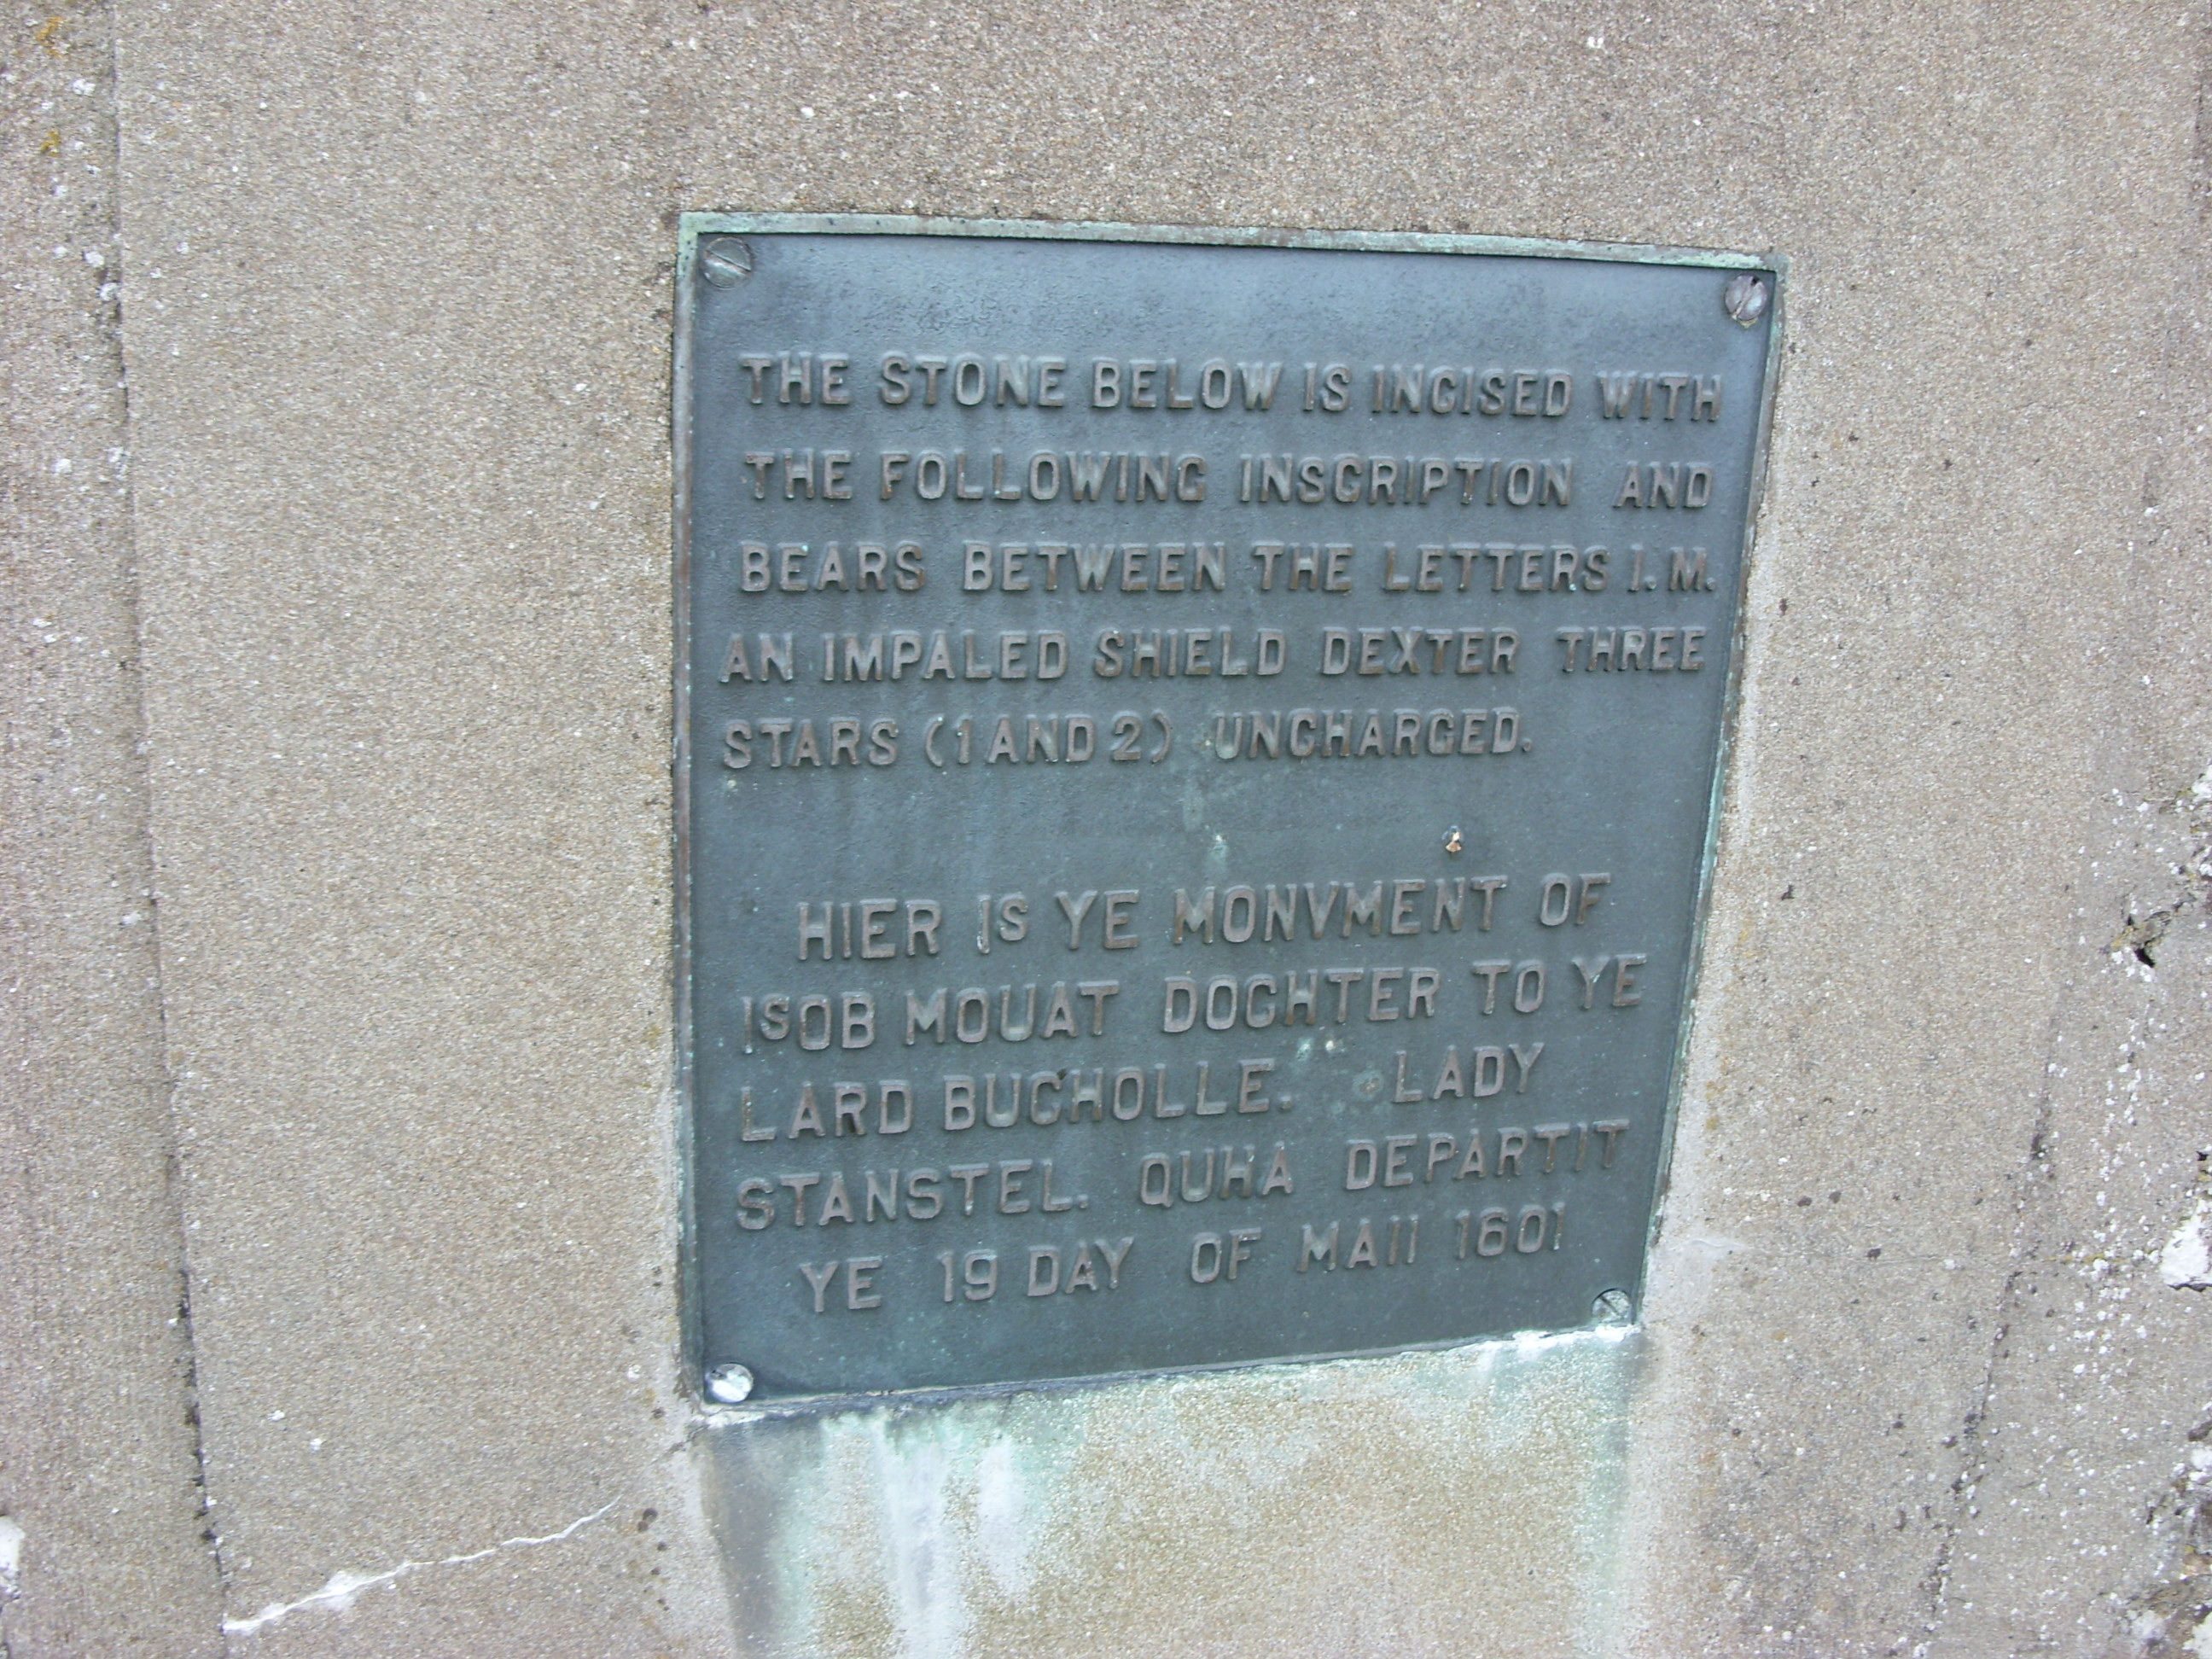 THE STONE BELOW IS INCISED WITH
THE FOLLOWING INSCRIPTION AND
BEARS BETWEEN THE LETTERS I. M.
AN IMPALED SHIELD DEXTER THREE
STARS (1 AND 2) UNCHARGED.
HIER IS YE MONVMENT OF
ISOB MOUAT DOCHTER TO YE
LARD BUCHOLLE. LADY
STANSTEL. QUHA DEPARTIT
YE 19 DAY OF MAII 1601